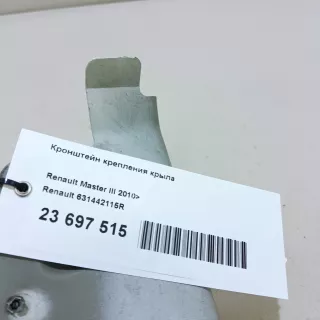 Кронштейн крепления крыла
Renault Master III 2010>
Renault 631442115R
23 697 515